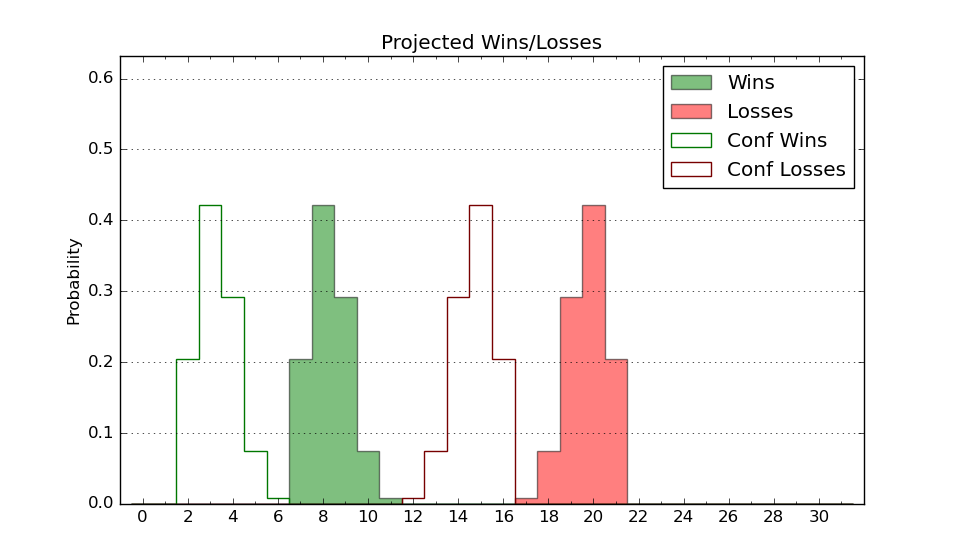 Projected Wins/Losses
0.6
0.5
0.4
0.3
0.2
0.1
0.0
Probability
Wins
Losses
Conf Wins
Conf Losses
0 2 4 6 8 10 12 14 16 18 20 22 24 26 28 30